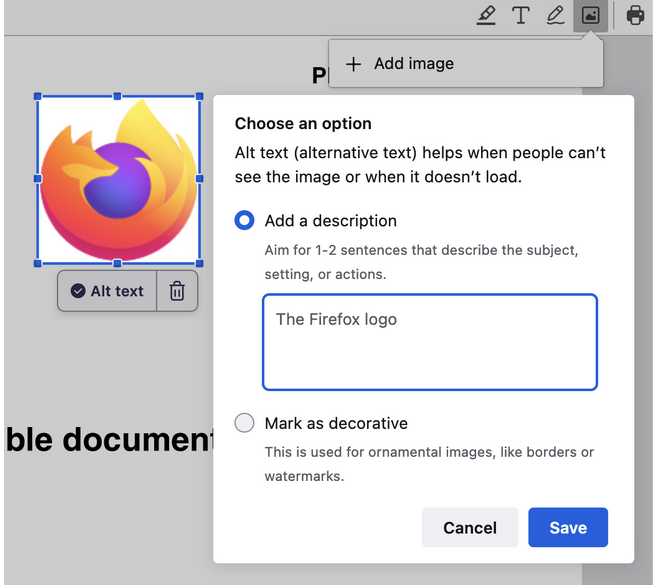 Add image
P
Choose an option
Alt text (alternative text) helps when people can’t
see the image or when it doesn’t load.
Add a description
Aim for 1-2 sentences that describe the subject,
setting, or actions.
Alt text
The Firefox logo
Mark as decorative
ble document
This is used for ornamental images, like borders or
watermarks.
Cancel
Save